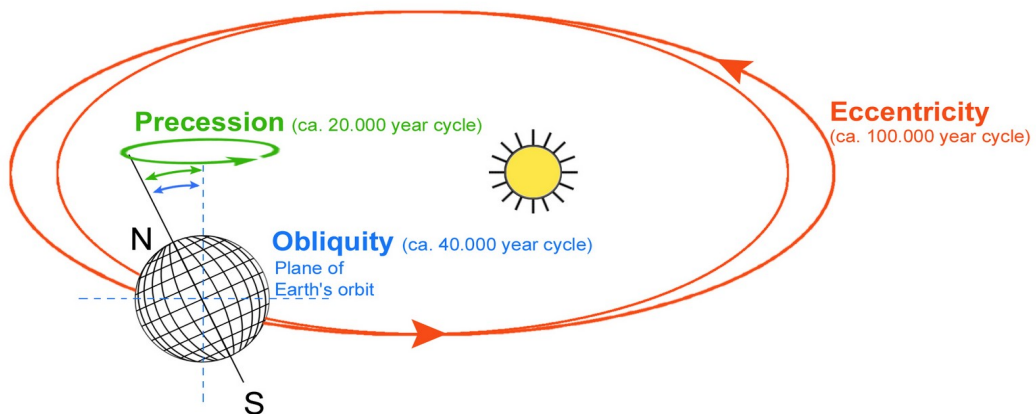 Precession (ca. 20.000 year cycle)
Eccentricity
(ca. 100.000 year cycle)
N
Obliquity (ca. 40.000 year cycle)
Plane of
Earth's orbit
S